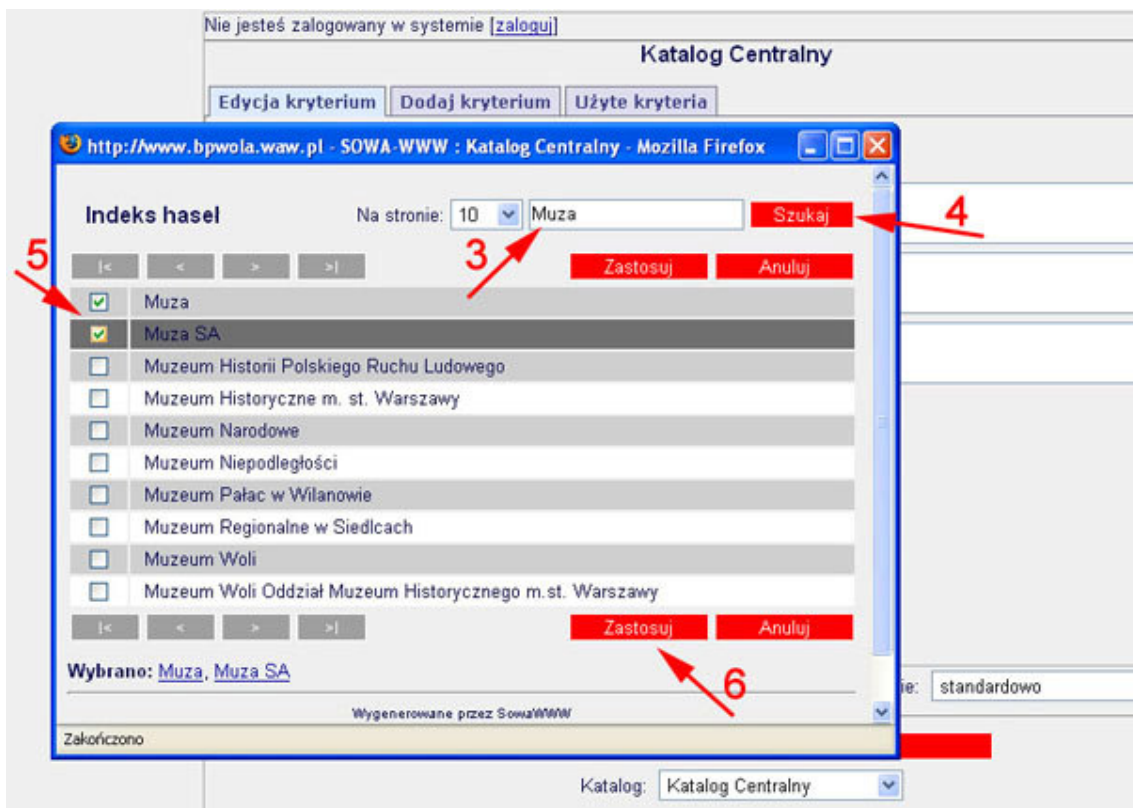 Nie jesteś zalogowany w systemie [zaloguj]
Katalog Centralny
Edycja kryterium Dodaj kryterium Użyte kryteria
http://www.bpwola.waw.pl - SOWA-WWW : Katalog Centralny - Mozilla Firefox
Indeks haseł Na stronie: 10 Muza Szukaj
4
3
5
|< < > >| Zastosuj Anuluj
Muza
Muza SA
Muzeum Historii Polskiego Ruchu Ludowego
Muzeum Historyczne m. st. Warszawy
Muzeum Narodowe
Muzeum Niepodległości
Muzeum Pałac w Wilanowie
Muzeum Regionalne w Siedlcach
Muzeum Woli
Muzeum Woli Oddział Muzeum Historycznego m.st. Warszawy
|< < > >| Zastosuj Anuluj
Wybrano: Muza, Muza SA
6
ie: standardowo
Wygenerowane przez SowaWWW
Zakończono
Katalog: Katalog Centralny